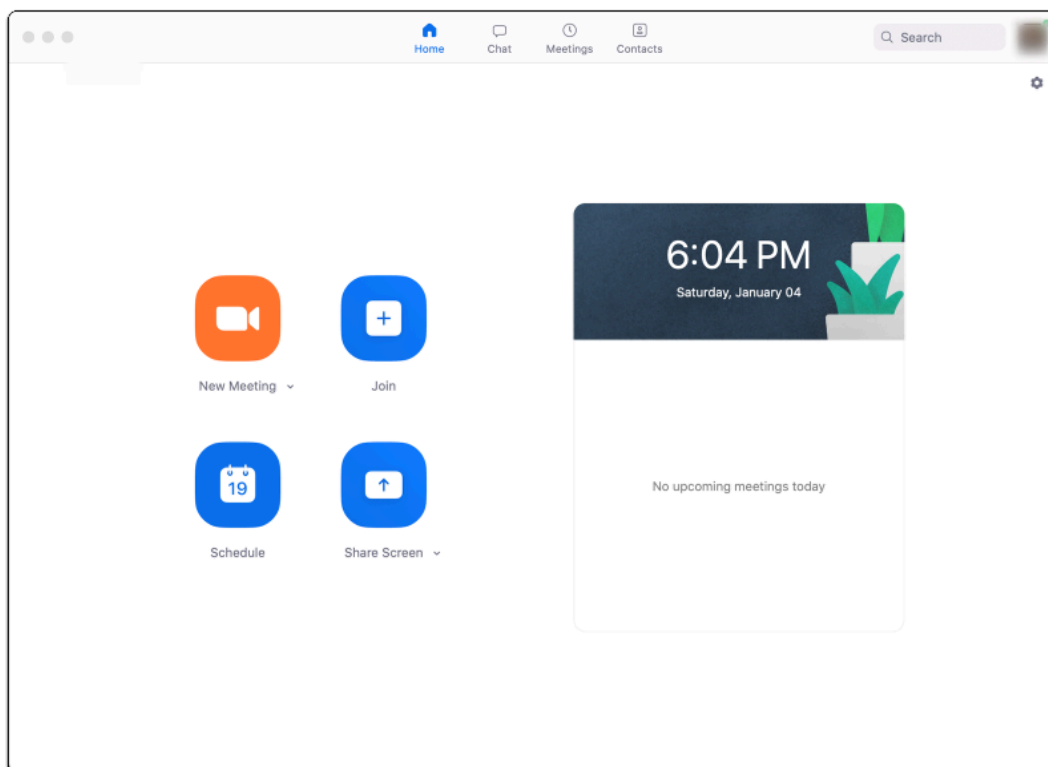 Home
Chat
Meetings
Contacts
Search
6:04 PM
Saturday, January 04
New Meeting
Join
19
Schedule
Share Screen
No upcoming meetings today